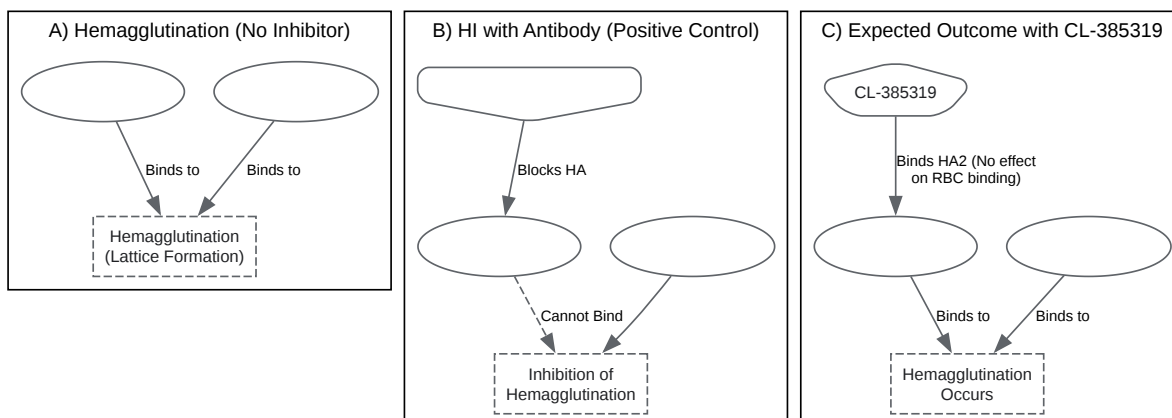 A) Hemagglutination (No Inhibitor)
Binds to
Binds to
Hemagglutination
(Lattice Formation)
B) HI with Antibody (Positive Control)
Blocks HA
Cannot Bind
Inhibition of
Hemagglutination
C) Expected Outcome with CL-385319
CL-385319
Binds HA2 (No effect
on RBC binding)
Binds to
Binds to
Hemagglutination
Occurs